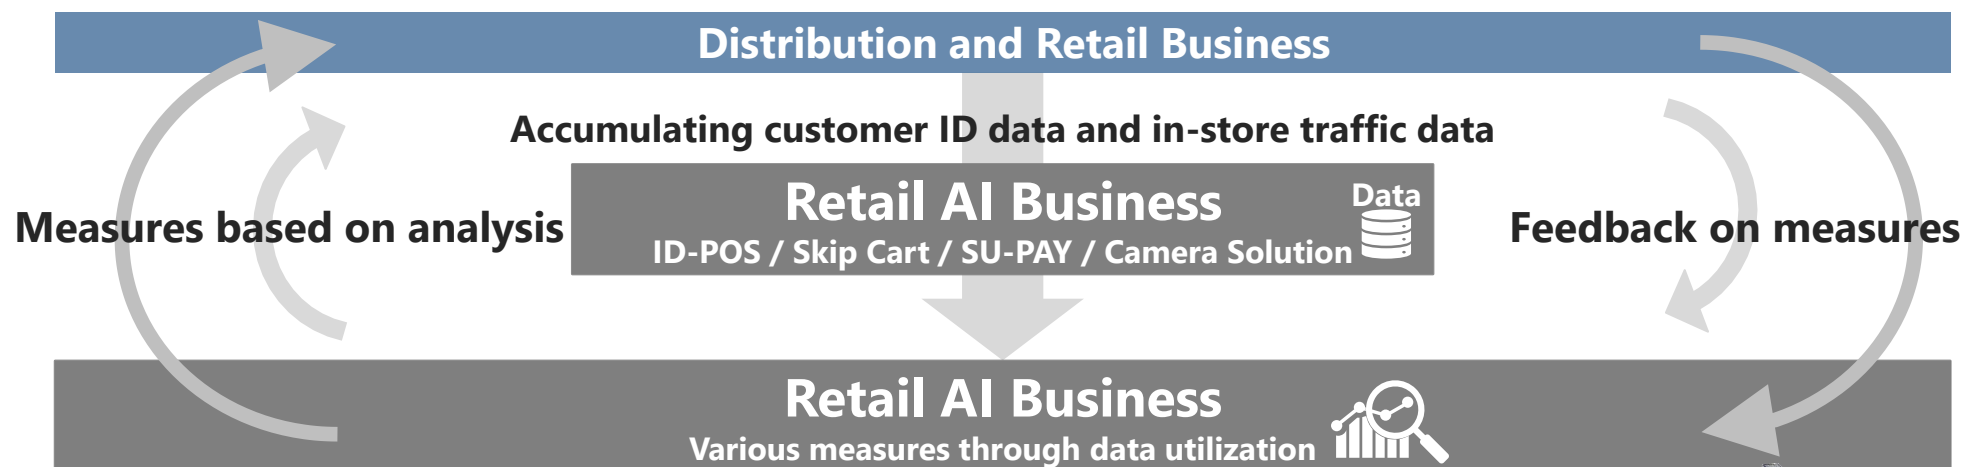 Distribution and Retail Business
Accumulating customer ID data and in-store traffic data
Retail AI Business
Data
ID-POS / Skip Cart / SU-PAY / Camera Solution
Measures based on analysis
Feedback on measures
Retail AI Business
Various measures through data utilization